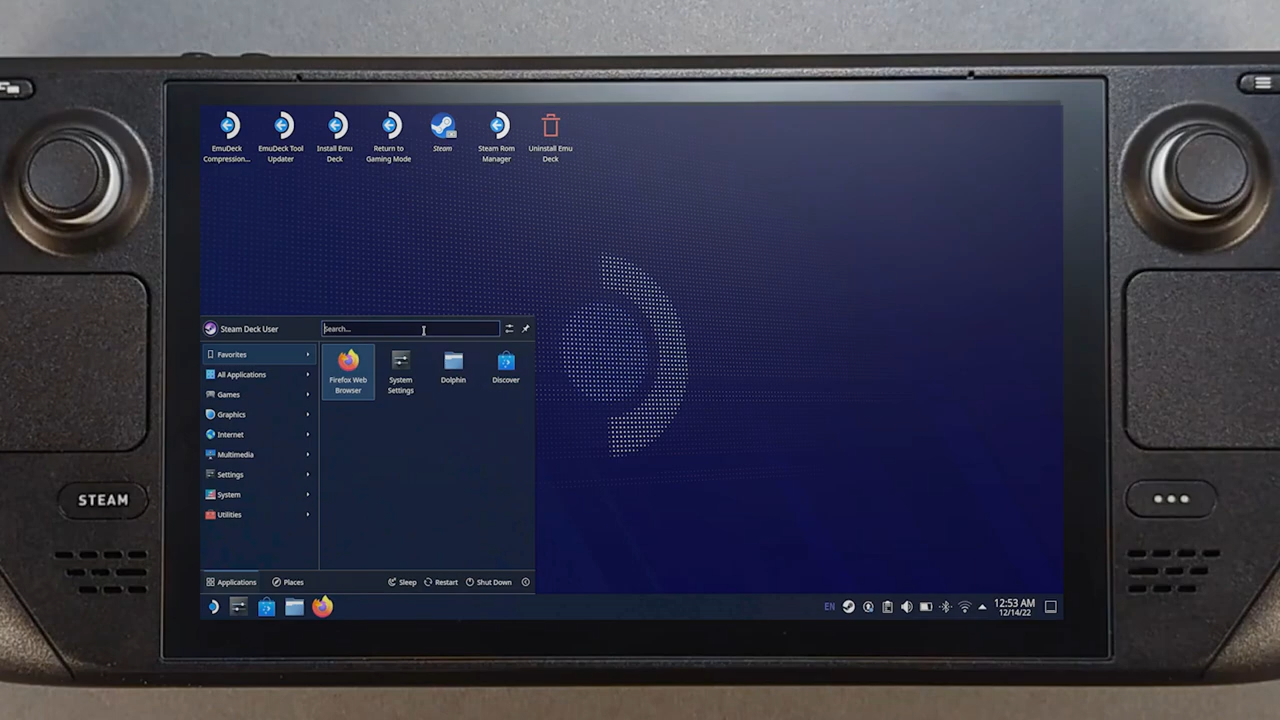 EmuDeck
Compression...
EmuDeck Tool
Updater
Install Emu
Deck
Return to
Gaming Mode
Steam
Steam Rom
Manager
Uninstall Emu
Deck
Steam Deck User
Search...
Favorites
All Applications
Games
Graphics
Internet
Multimedia
Settings
System
Utilities
Firefox Web
Browser
System
Settings
Dolphin
Discover
Applications
Places
Sleep
Restart
Shut Down
EN
12:53 AM
12/14/22
STEAM